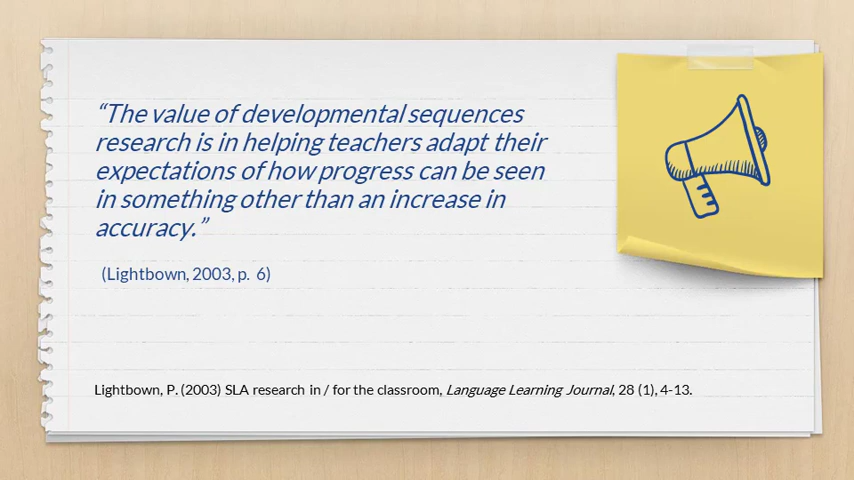 “The value of developmental sequences
research is in helping teachers adapt their
expectations of how progress can be seen
in something other than an increase in
accuracy.”
(Lightbown, 2003, p. 6)
Lightbown, P. (2003) SLA research in / for the classroom, Language Learning Journal, 28 (1), 4-13.